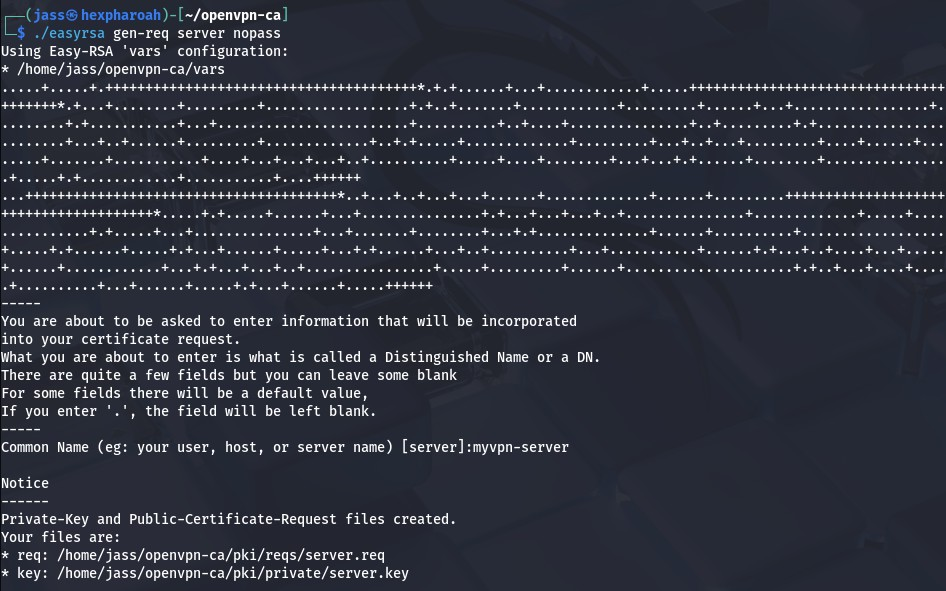 ┌──(jass㉿hexpharoah)-[~/openvpn-ca]
└─$ ./easyrsa gen-req server nopass
Using Easy-RSA 'vars' configuration:
* /home/jass/openvpn-ca/vars
-----
You are about to be asked to enter information that will be incorporated
into your certificate request.
What you are about to enter is what is called a Distinguished Name or a DN.
There are quite a few fields but you can leave some blank
For some fields there will be a default value,
If you enter '.', the field will be left blank.
-----
Common Name (eg: your user, host, or server name) [server]:myvpn-server
Notice
------
Private-Key and Public-Certificate-Request files created.
Your files are:
* req: /home/jass/openvpn-ca/pki/reqs/server.req
* key: /home/jass/openvpn-ca/pki/private/server.key